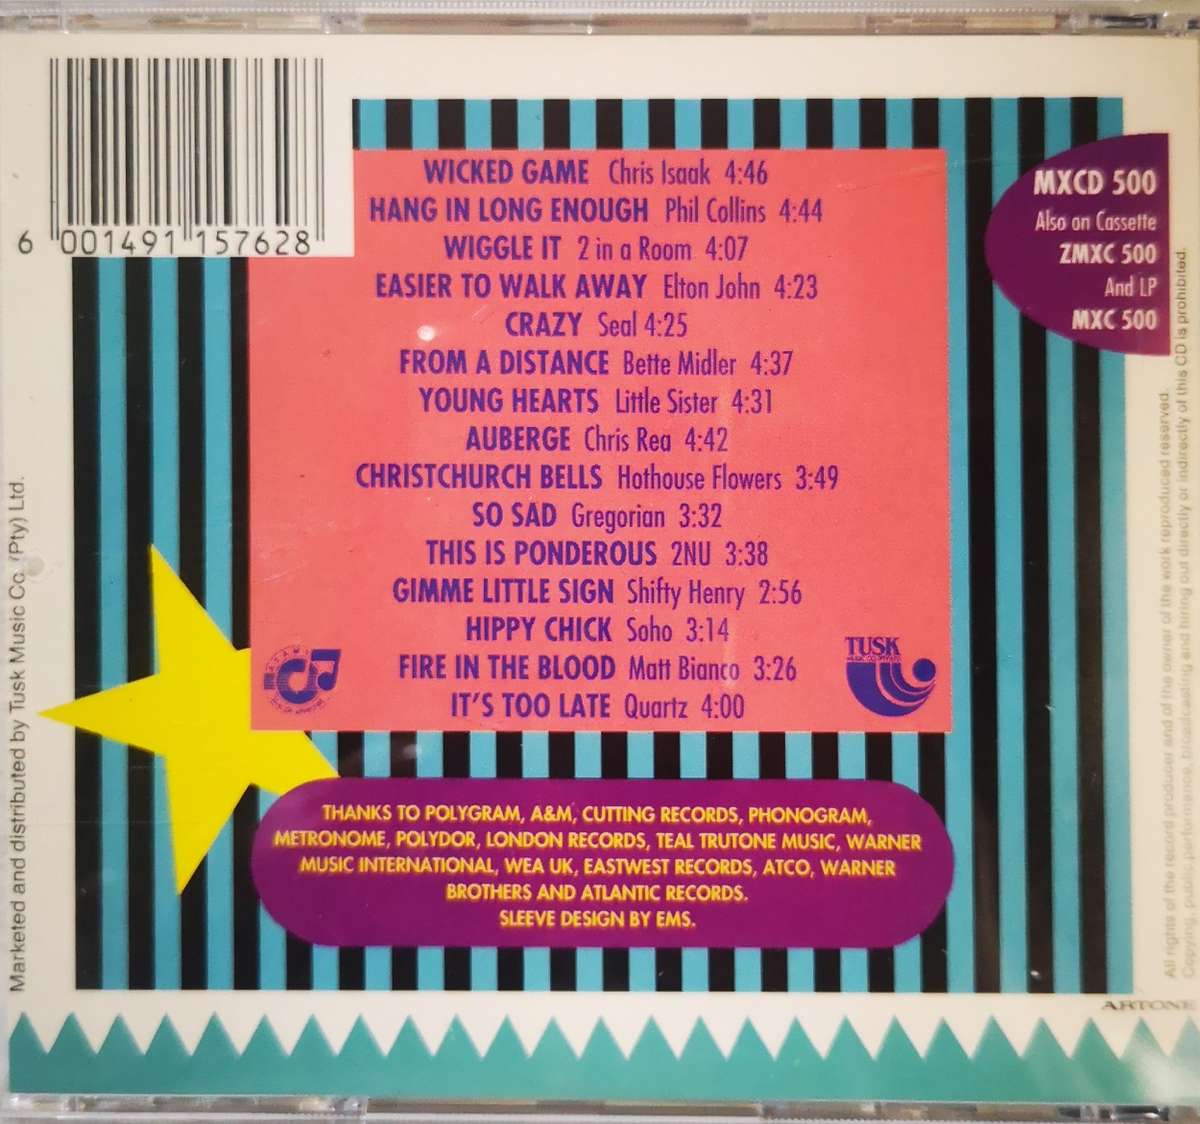 6 001491 157628
WICKED GAME Chris Isaak 4:46
HANG IN LONG ENOUGH Phil Collins 4:44
WIGGLE IT 2 in a Room 4:07
EASIER TO WALK AWAY Elton John 4:23
CRAZY Seal 4:25
FROM A DISTANCE Bette Midler 4:37
YOUNG HEARTS Little Sister 4:31
AUBERGE Chris Rea 4:42
CHRISTCHURCH BELLS Hothouse Flowers 3:49
SO SAD Gregorian 3:32
THIS IS PONDEROUS 2NU 3:38
GIMME LITTLE SIGN Shifty Henry 2:56
HIPPY CHICK Soho 3:14
FIRE IN THE BLOOD Matt Bianco 3:26
IT'S TOO LATE Quartz 4:00
MXCD 500
Also on Cassette
ZMXC 500
And LP
MXC 500
TUSK
THANKS TO POLYGRAM, A&M, CUTTING RECORDS, PHONOGRAM,
METRONOME, POLYDOR, LONDON RECORDS, TEAL TRUTONE MUSIC, WARNER
MUSIC INTERNATIONAL, WEA UK, EASTWEST RECORDS, ATCO, WARNER
BROTHERS AND ATLANTIC RECORDS.
SLEEVE DESIGN BY EMS.
Marketed and distributed by Tusk Music Co. (Pty) Ltd.
All rights of the record producer and of the owner of the work reproduced reserved.
Copying, public performance, broadcasting and hiring out directly or indirectly of this CD is prohibited.
ARTONE